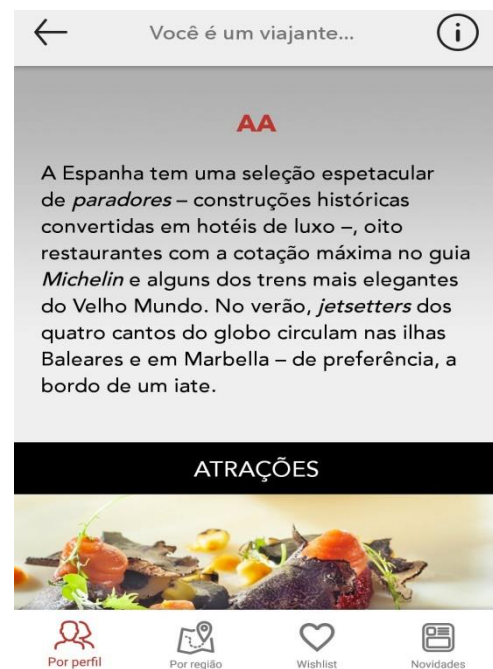 Você é um viajante...
i
AA
A Espanha tem uma seleção espetacular
de paradores – construções históricas
convertidas em hotéis de luxo –, oito
restaurantes com a cotação máxima no guia
Michelin e alguns dos trens mais elegantes
do Velho Mundo. No verão, jetsetters dos
quatro cantos do globo circulam nas ilhas
Baleares e em Marbella – de preferência, a
bordo de um iate.
ATRAÇÕES
Por perfil
Por região
Wishlist
Novidades